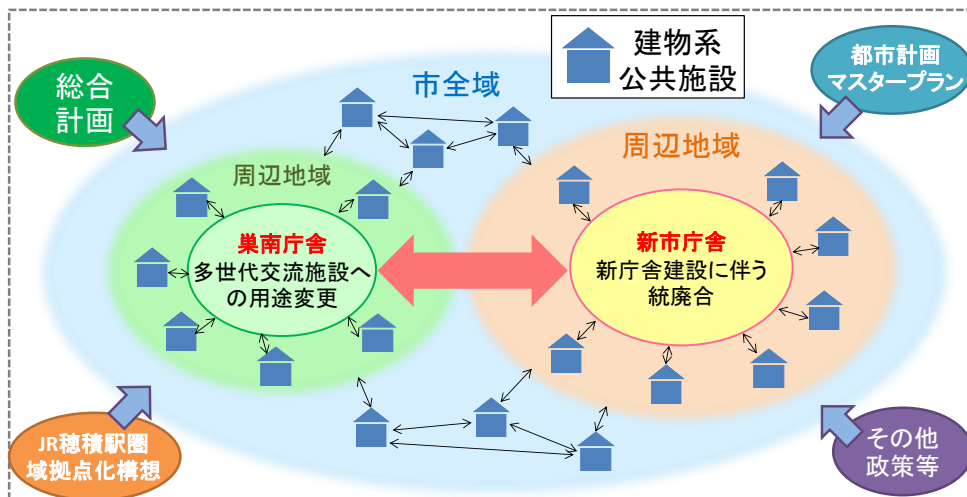 総合
計画
市全域
建物系
公共施設
都市計画
マスタープラン
周辺地域
周辺地域
巣南庁舎
多世代交流施設へ
の用途変更
新市庁舎
新庁舎建設に伴う
統廃合
JR穂積駅圏
域拠点化構想
その他
政策等